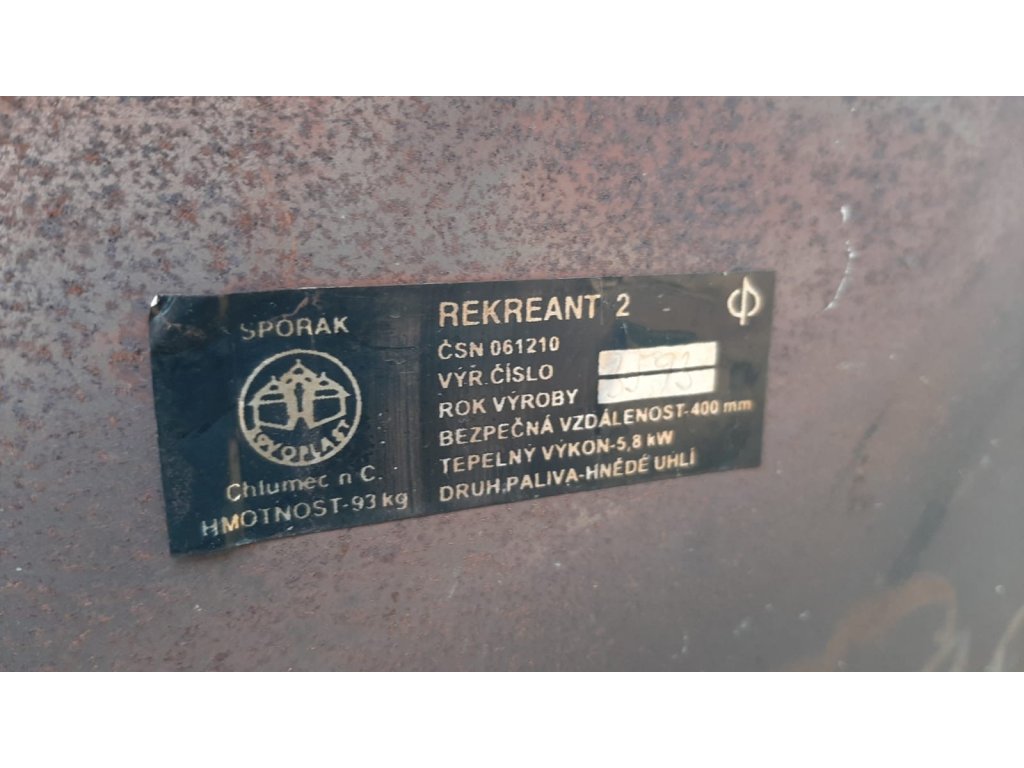 SPORÁK
KOVOPLAST
Chlumec n C.
HMOTNOST-93 kg
REKREANT 2
ČSN 061210
VÝR.ČÍSLO
ROK VÝROBY
BEZPEČNÁ VZDÁLENOST-400 mm
TEPELNÝ VÝKON-5,8 kW
DRUH.PALIVA-HNĚDÉ UHLÍ